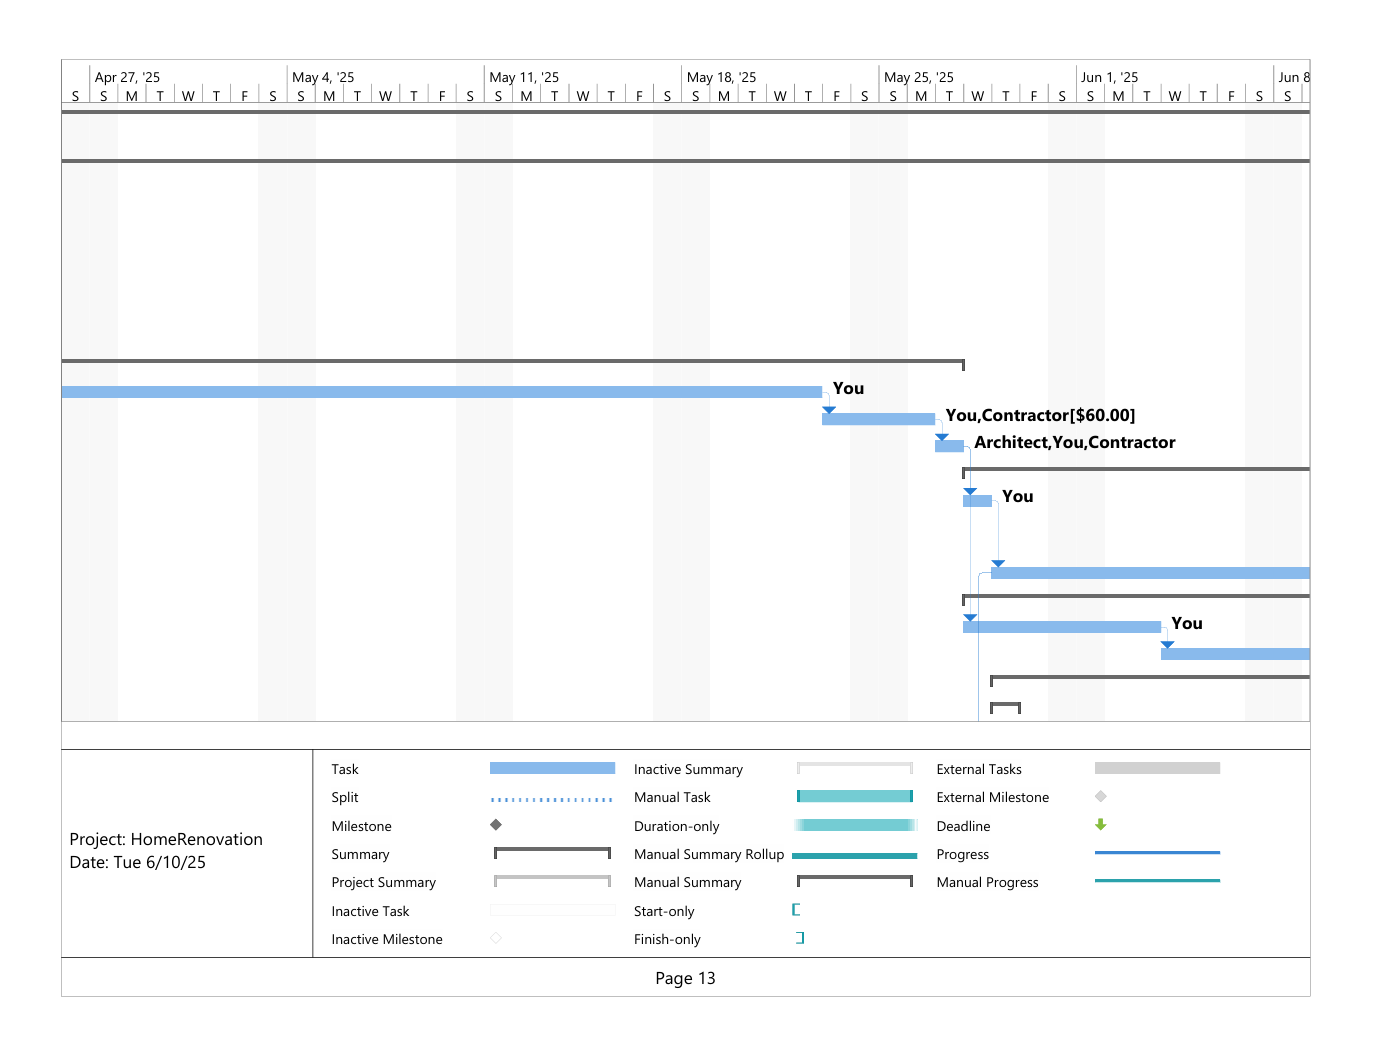 Apr 27, '25 May 4, '25 May 11, '25 May 18, '25 May 25, '25 Jun 1, '25 Jun 8
S S M T W T F S S M T W T F S S M T W T F S S M T W T F S S M T W T F S S M T W T F S S
You
You,Contractor[$60.00]
Architect,You,Contractor
You
You
Task Inactive Summary External Tasks
Split Manual Task External Milestone
Milestone Duration-only Deadline
Project: HomeRenovation
Date: Tue 6/10/25
Summary Manual Summary Rollup Progress
Project Summary Manual Summary Manual Progress
Inactive Task Start-only
Inactive Milestone Finish-only
Page 13